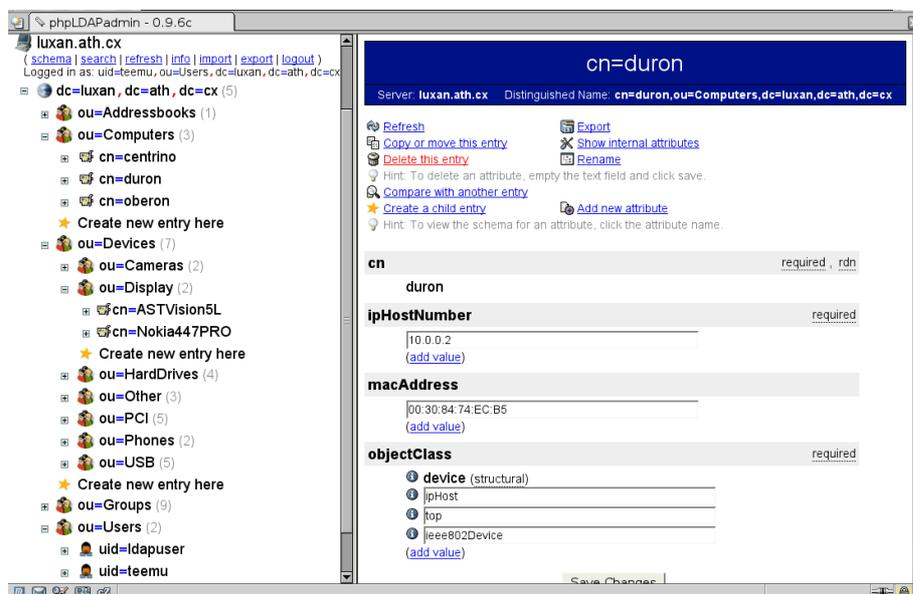 phpLDAPadmin - 0.9.6c
luxan.ath.cx
( schema | search | refresh | info | import | export | logout )
Logged in as: uid=teemu,ou=Users,dc=luxan,dc=ath,dc=cx
dc=luxan,dc=ath,dc=cx (5)
ou=Addressbooks (1)
ou=Computers (3)
cn=centrino
cn=duron
cn=oberon
Create new entry here
ou=Devices (7)
ou=Cameras (2)
ou=Display (2)
cn=ASTVision5L
cn=Nokia447PRO
Create new entry here
ou=HardDrives (4)
ou=Other (3)
ou=PCI (5)
ou=Phones (2)
ou=USB (5)
Create new entry here
ou=Groups (9)
ou=Users (2)
uid=ldapuser
uid=teemu
cn=duron
Server: luxan.ath.cx Distinguished Name: cn=duron,ou=Computers,dc=luxan,dc=ath,dc=cx
Refresh Export
Copy or move this entry Show internal attributes
Delete this entry Rename
Hint: To delete an attribute, empty the text field and click save.
Compare with another entry
Create a child entry Add new attribute
Hint: To view the schema for an attribute, click the attribute name.
cn required , rdn
duron
ipHostNumber required
10.0.0.2
(add value)
macAddress
00:30:84:74:EC:B5
(add value)
objectClass required
device (structural)
ipHost
top
ieee802Device
(add value)
Save Changes